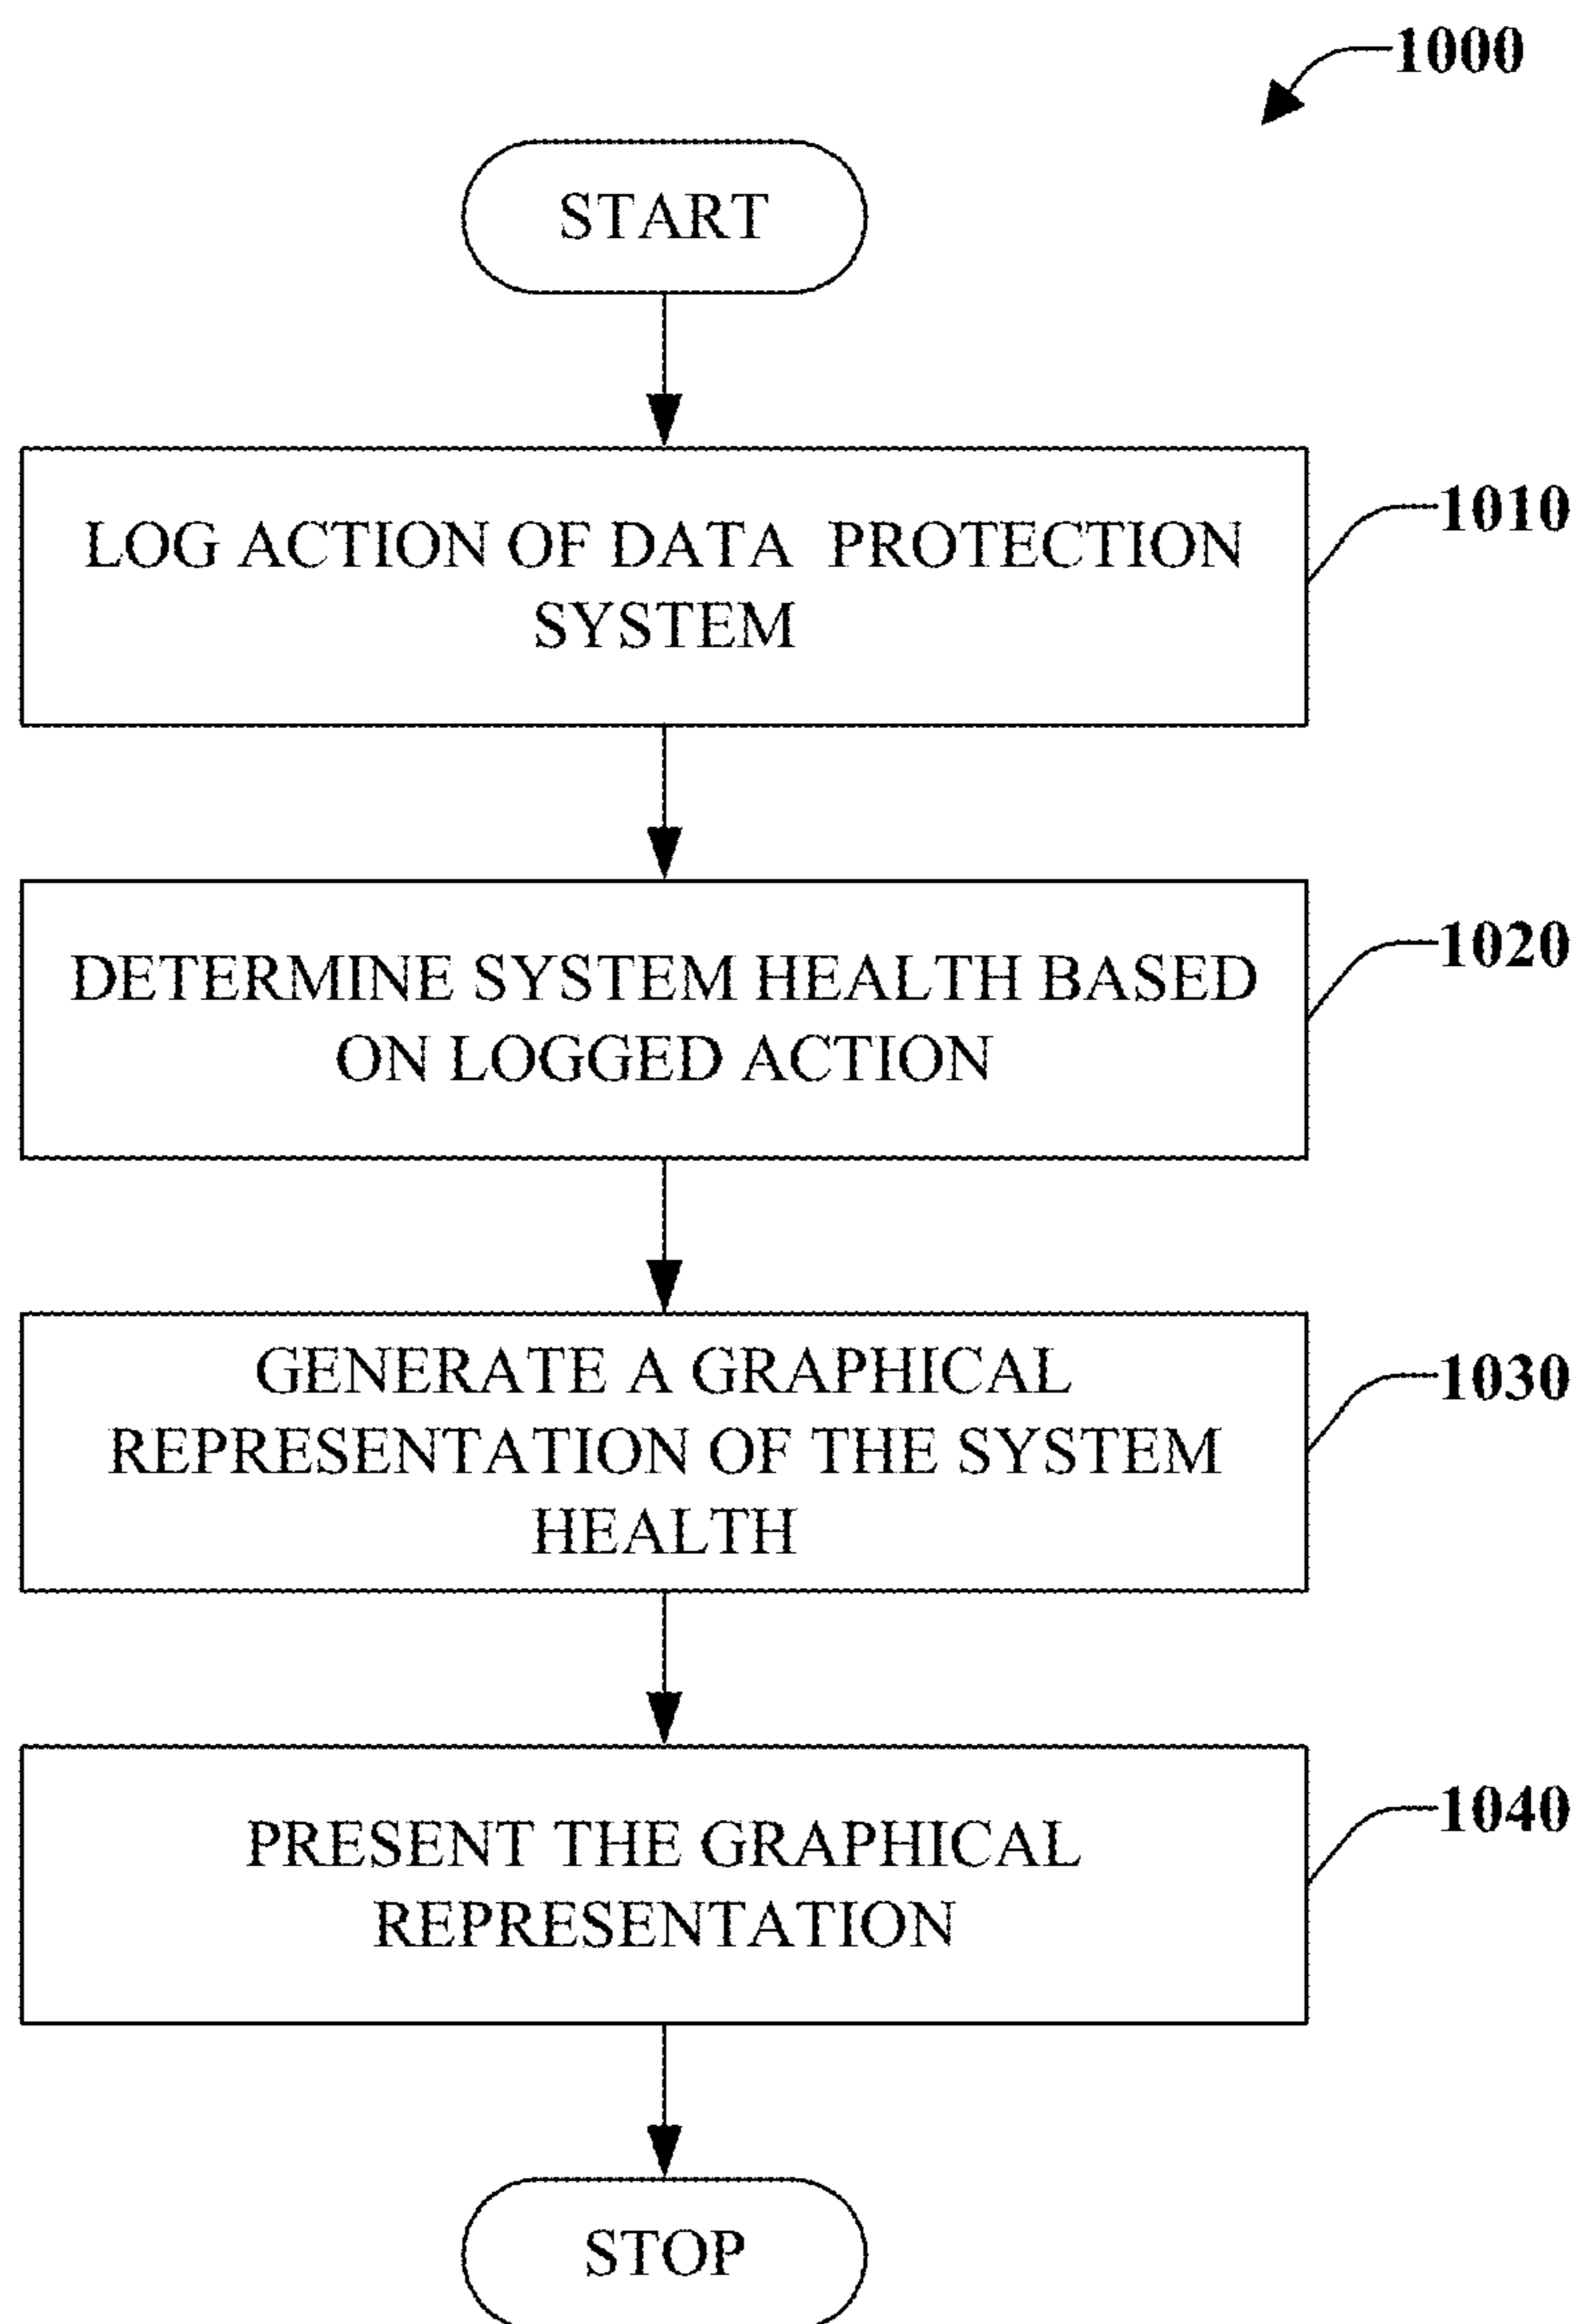 1000
START
LOG ACTION OF DATA PROTECTION
SYSTEM
1010
DETERMINE SYSTEM HEALTH BASED
ON LOGGED ACTION
1020
GENERATE A GRAPHICAL
REPRESENTATION OF THE SYSTEM
HEALTH
1030
PRESENT THE GRAPHICAL
REPRESENTATION
1040
STOP